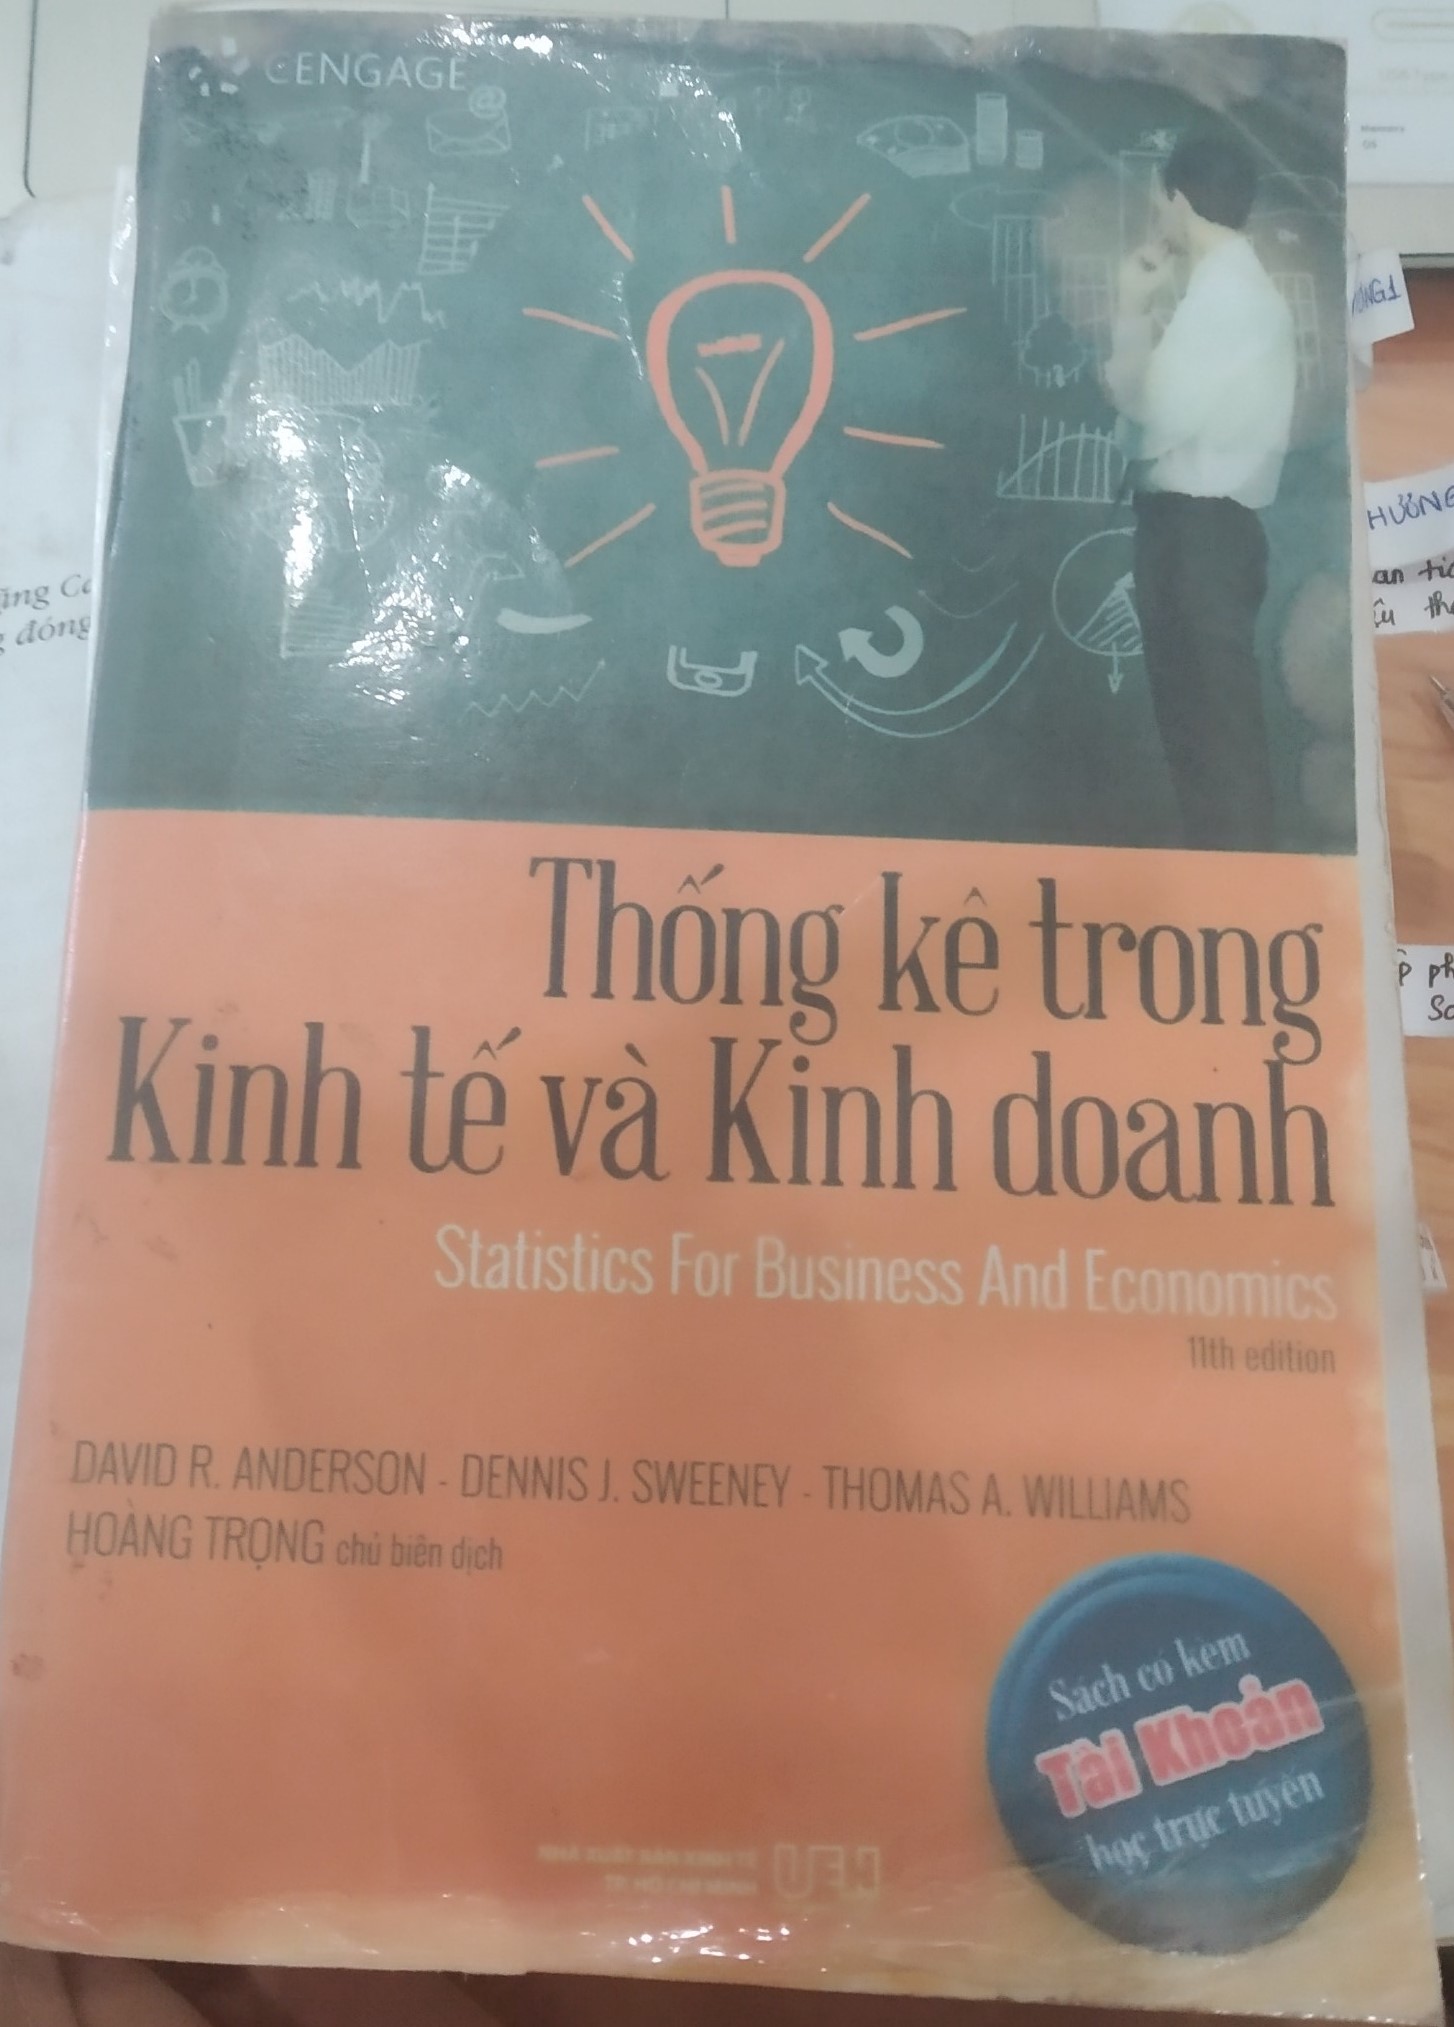 CENGAGE
Thống kê trong
Kinh tế và Kinh doanh
Statistics For Business And Economics
11th edition
DAVID R. ANDERSON - DENNIS J. SWEENEY - THOMAS A. WILLIAMS
HOÀNG TRỌNG chủ biên dịch
Sách có kèm
Tài Khoản
học trực tuyến
đóng